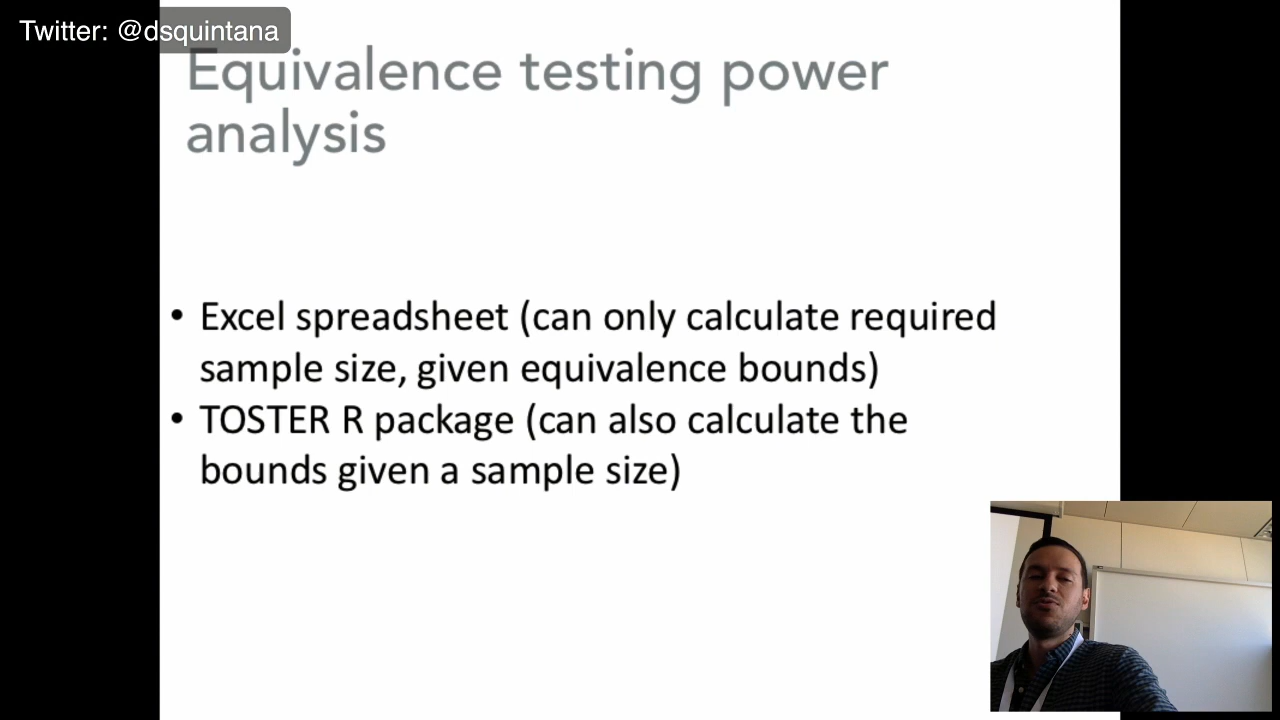 Twitter: @dsquintana
Equivalence testing power
analysis
• Excel spreadsheet (can only calculate required
sample size, given equivalence bounds)
• TOSTER R package (can also calculate the
bounds given a sample size)